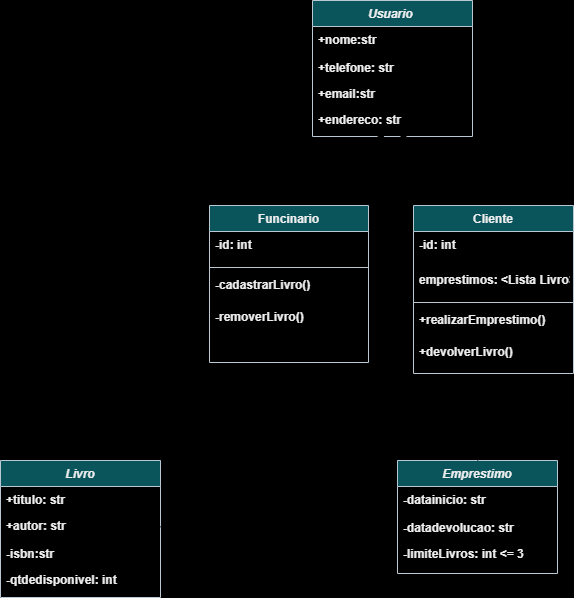 Usuario
+nome:str
+telefone: str
+email:str
+endereco: str
Funcinario
-id: int
-cadastrarLivro()
-removerLivro()
Cliente
-id: int
emprestimos: <Lista Livro
+realizarEmprestimo()
+devolverLivro()
Livro
+titulo: str
+autor: str
-isbn:str
-qtdedisponivel: int
Emprestimo
-datainicio: str
-datadevolucao: str
-limiteLivros: int <= 3